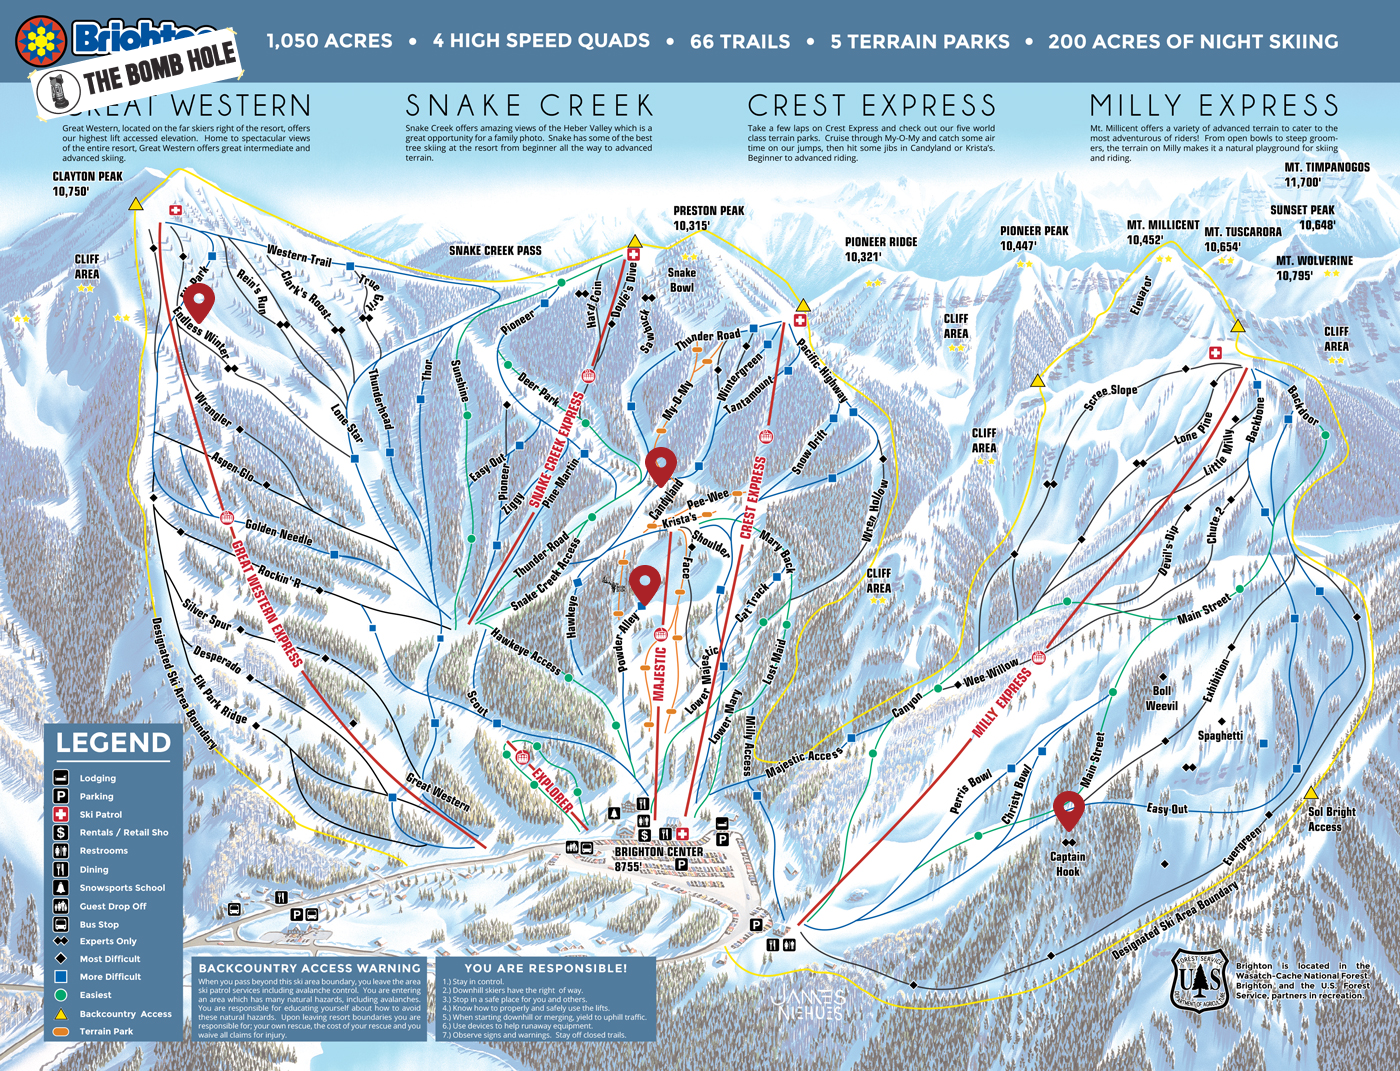 Brighton
THE BOMB HOLE
1,050 ACRES • 4 HIGH SPEED QUADS • 66 TRAILS • 5 TERRAIN PARKS • 200 ACRES OF NIGHT SKIING
GREAT WESTERN
Great Western, located on the far skiers right of the resort, offers
our highest lift accessed elevation. Home to spectacular views
of the entire resort, Great Western offers great intermediate and
advanced skiing.
SNAKE CREEK
Snake Creek offers amazing views of the Heber Valley which is a
great opportunity for a family photo. Snake has some of the best
tree skiing at the resort from beginner all the way to advanced
terrain.
CREST EXPRESS
Take a few laps on Crest Express and check out our five world
class terrain parks. Cruise through My-O-My and catch some air
time on our jumps, then hit some jibs in Candyland or Krista's.
Beginner to advanced riding.
MILLY EXPRESS
Mt. Millicent offers a variety of advanced terrain to cater to the
most adventurous of riders! From open bowls to steep groom-
ers, the terrain on Milly makes it a natural playground for skiing
and riding.
CLAYTON PEAK
10,750'
SNAKE CREEK PASS
PRESTON PEAK
10,315'
PIONEER RIDGE
10,321'
PIONEER PEAK
10,447'
MT. MILLICENT
10,452'
MT. TUSCARORA
10,654'
MT. TIMPANOGOS
11,700'
SUNSET PEAK
10,648'
MT. WOLVERINE
10,795'
CLIFF
AREA
CLIFF
AREA
CLIFF
AREA
CLIFF
AREA
CLIFF
AREA
Snake
Bowl
Western Trail
True Grit
Clark's Roost
Rein's Run
Park
Endless Winter
Wrangler
Aspen-Glo
Golden Needle
Rockin' R
Silver Spur
Desperado
Elk Park Ridge
Designated Ski Area Boundary
GREAT WESTERN EXPRESS
Great Western
Lone Star
Thunderhead
Thor
Sunshine
Pioneer
Deer Park
Easy Out
Pioneer
Ziggy
SNAKE CREEK EXPRESS
Pine Martin
Hard Coin
Doyle's Dive
Sawbuck
Thunder Road
My-O-My
Wintergreen
Tantamount
Pacific Highway
Snow Drift
Wren Hollow
CREST EXPRESS
Candyland
Pee-Wee
Krista's
Shoulder
Face
Mary Back
Thunder Road
Snake Creek Access
Hawkeye
Hawkeye Access
Powder Alley
MAJESTIC
Lower Majestic
Cat Track
Lost Maid
Lower Mary
Milly Access
Majestic Access
Scout
EXPLORER
BRIGHTON CENTER
8755'
Elevator
Scree Slope
Lone Pine
Little Milly
Backbone
Backdoor
Devil's Dip
Chute 2
Main Street
Wee-Willow
Canyon
MILLY EXPRESS
Boll
Weevil
Exhibition
Spaghetti
Main Street
Perris Bowl
Christy Bowl
Easy-Out
Captain
Hook
Evergreen
Sol Bright
Access
Designated Ski Area Boundary
LEGEND
Lodging
P Parking
Ski Patrol
$ Rentals / Retail Sho
Restrooms
Dining
Snowsports School
Guest Drop Off
Bus Stop
Experts Only
Most Difficult
More Difficult
Easiest
Backcountry Access
Terrain Park
BACKCOUNTRY ACCESS WARNING
When you pass beyond this ski area boundary, you leave the area
ski patrol services including avalanche control. You are entering
an area which has many natural hazards, including avalanches.
You are responsible for educating yourself about how to avoid
these natural hazards. Upon leaving resort boundaries you are
responsible for; your own rescue, the cost of your rescue and you
waive all claims for injury.
YOU ARE RESPONSIBLE!
1.) Stay in control.
2.) Downhill skiers have the right of way.
3.) Stop in a safe place for you and others.
4.) Know how to properly and safely use the lifts.
5.) When starting downhill or merging, yield to uphill traffic.
6.) Use devices to help runaway equipment.
7.) Observe signs and warnings. Stay off closed trails.
JAMES
NIEHUES
FOREST SERVICE
U S
DEPARTMENT OF AGRICULTURE
Brighton is located in the
Wasatch-Cache National Forest.
Brighton and the U.S. Forest
Service, partners in recreation.